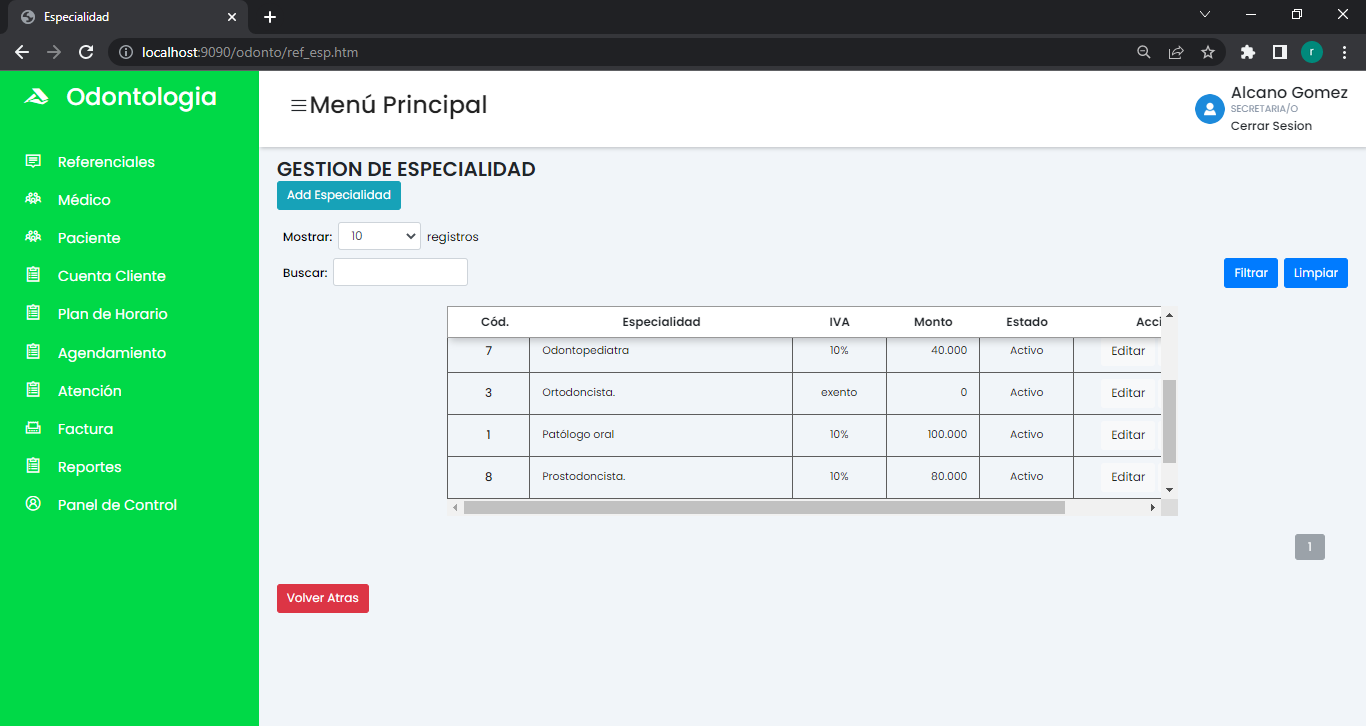 Especialidad
localhost:9090/odonto/ref_esp.htm
r
Odontologia
Menú Principal
Alcano Gomez
SECRETARIA/O
Cerrar Sesion
Referenciales
Médico
Paciente
Cuenta Cliente
Plan de Horario
Agendamiento
Atención
Factura
Reportes
Panel de Control
GESTION DE ESPECIALIDAD
Add Especialidad
Mostrar: 10 registros
Buscar:
Filtrar Limpiar
Cód. Especialidad IVA Monto Estado Acci
7 Odontopediatra 10% 40.000 Activo Editar
3 Ortodoncista. exento 0 Activo Editar
1 Patólogo oral 10% 100.000 Activo Editar
8 Prostodoncista. 10% 80.000 Activo Editar
1
Volver Atras